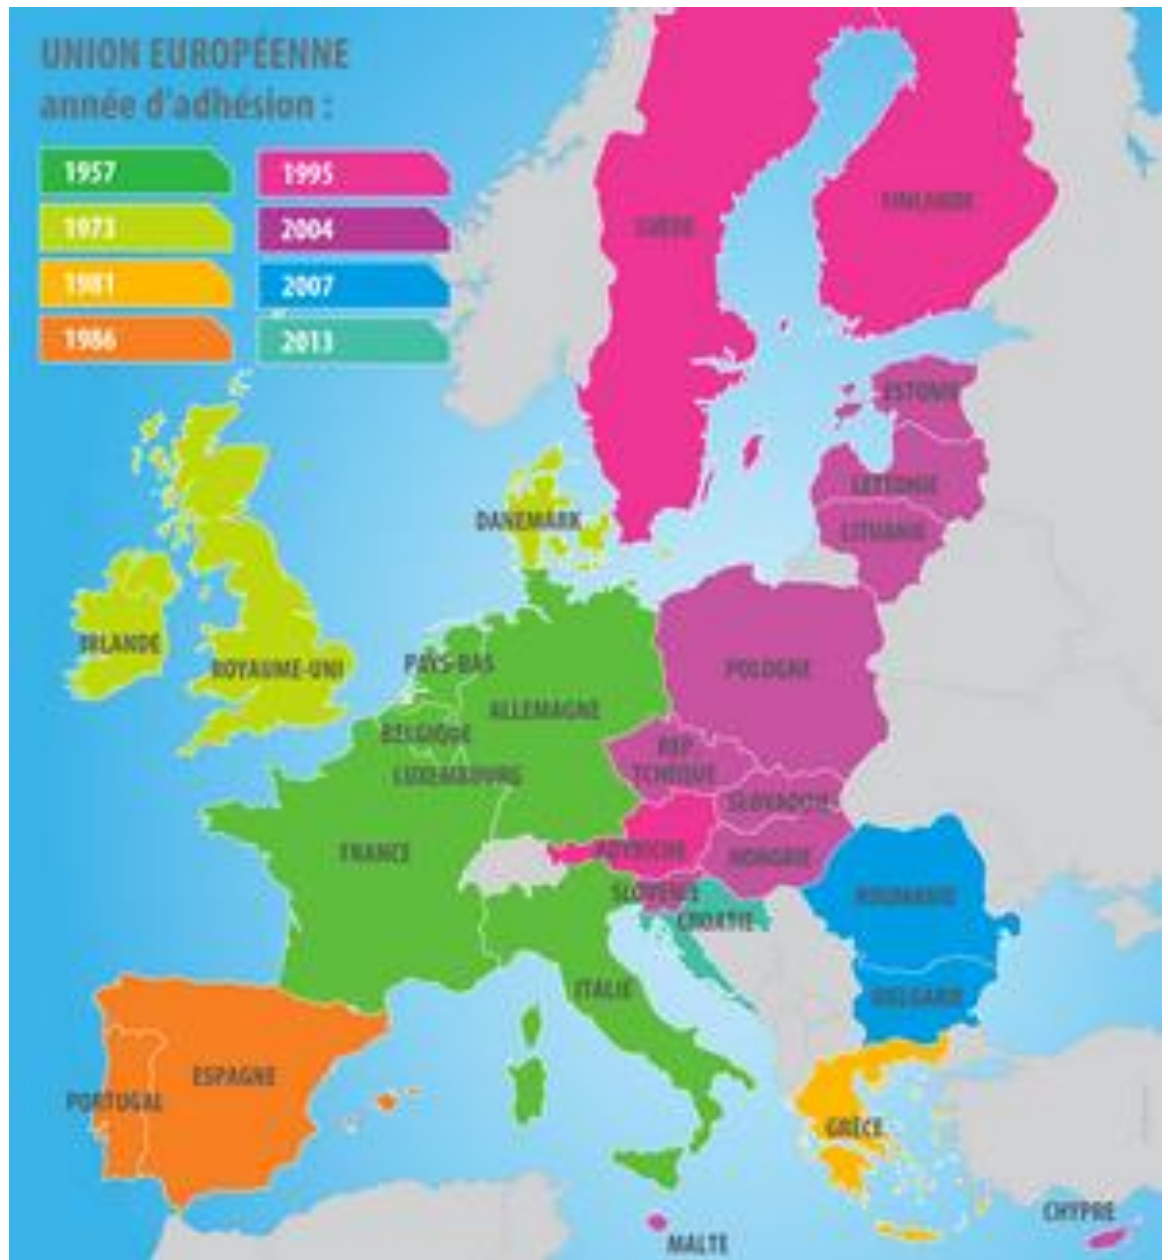 UNION EUROPÉENNE
année d'adhésion :
1957
1995
1973
2004
1981
2007
1986
2013
SUÈDE
FINLANDE
ESTONIE
LETTONIE
DANEMARK
LITUANIE
IRLANDE
ROYAUME-UNI
PAYS-BAS
POLOGNE
ALLEMAGNE
BELGIQUE
RÉP
TCHÈQUE
LUXEMBOURG
SLOVAQUIE
FRANCE
AUTRICHE
HONGRIE
SLOVÉNIE
ROUMANIE
CROATIE
ITALIE
BULGARIE
ESPAGNE
PORTUGAL
GRÈCE
CHYPRE
MALTE